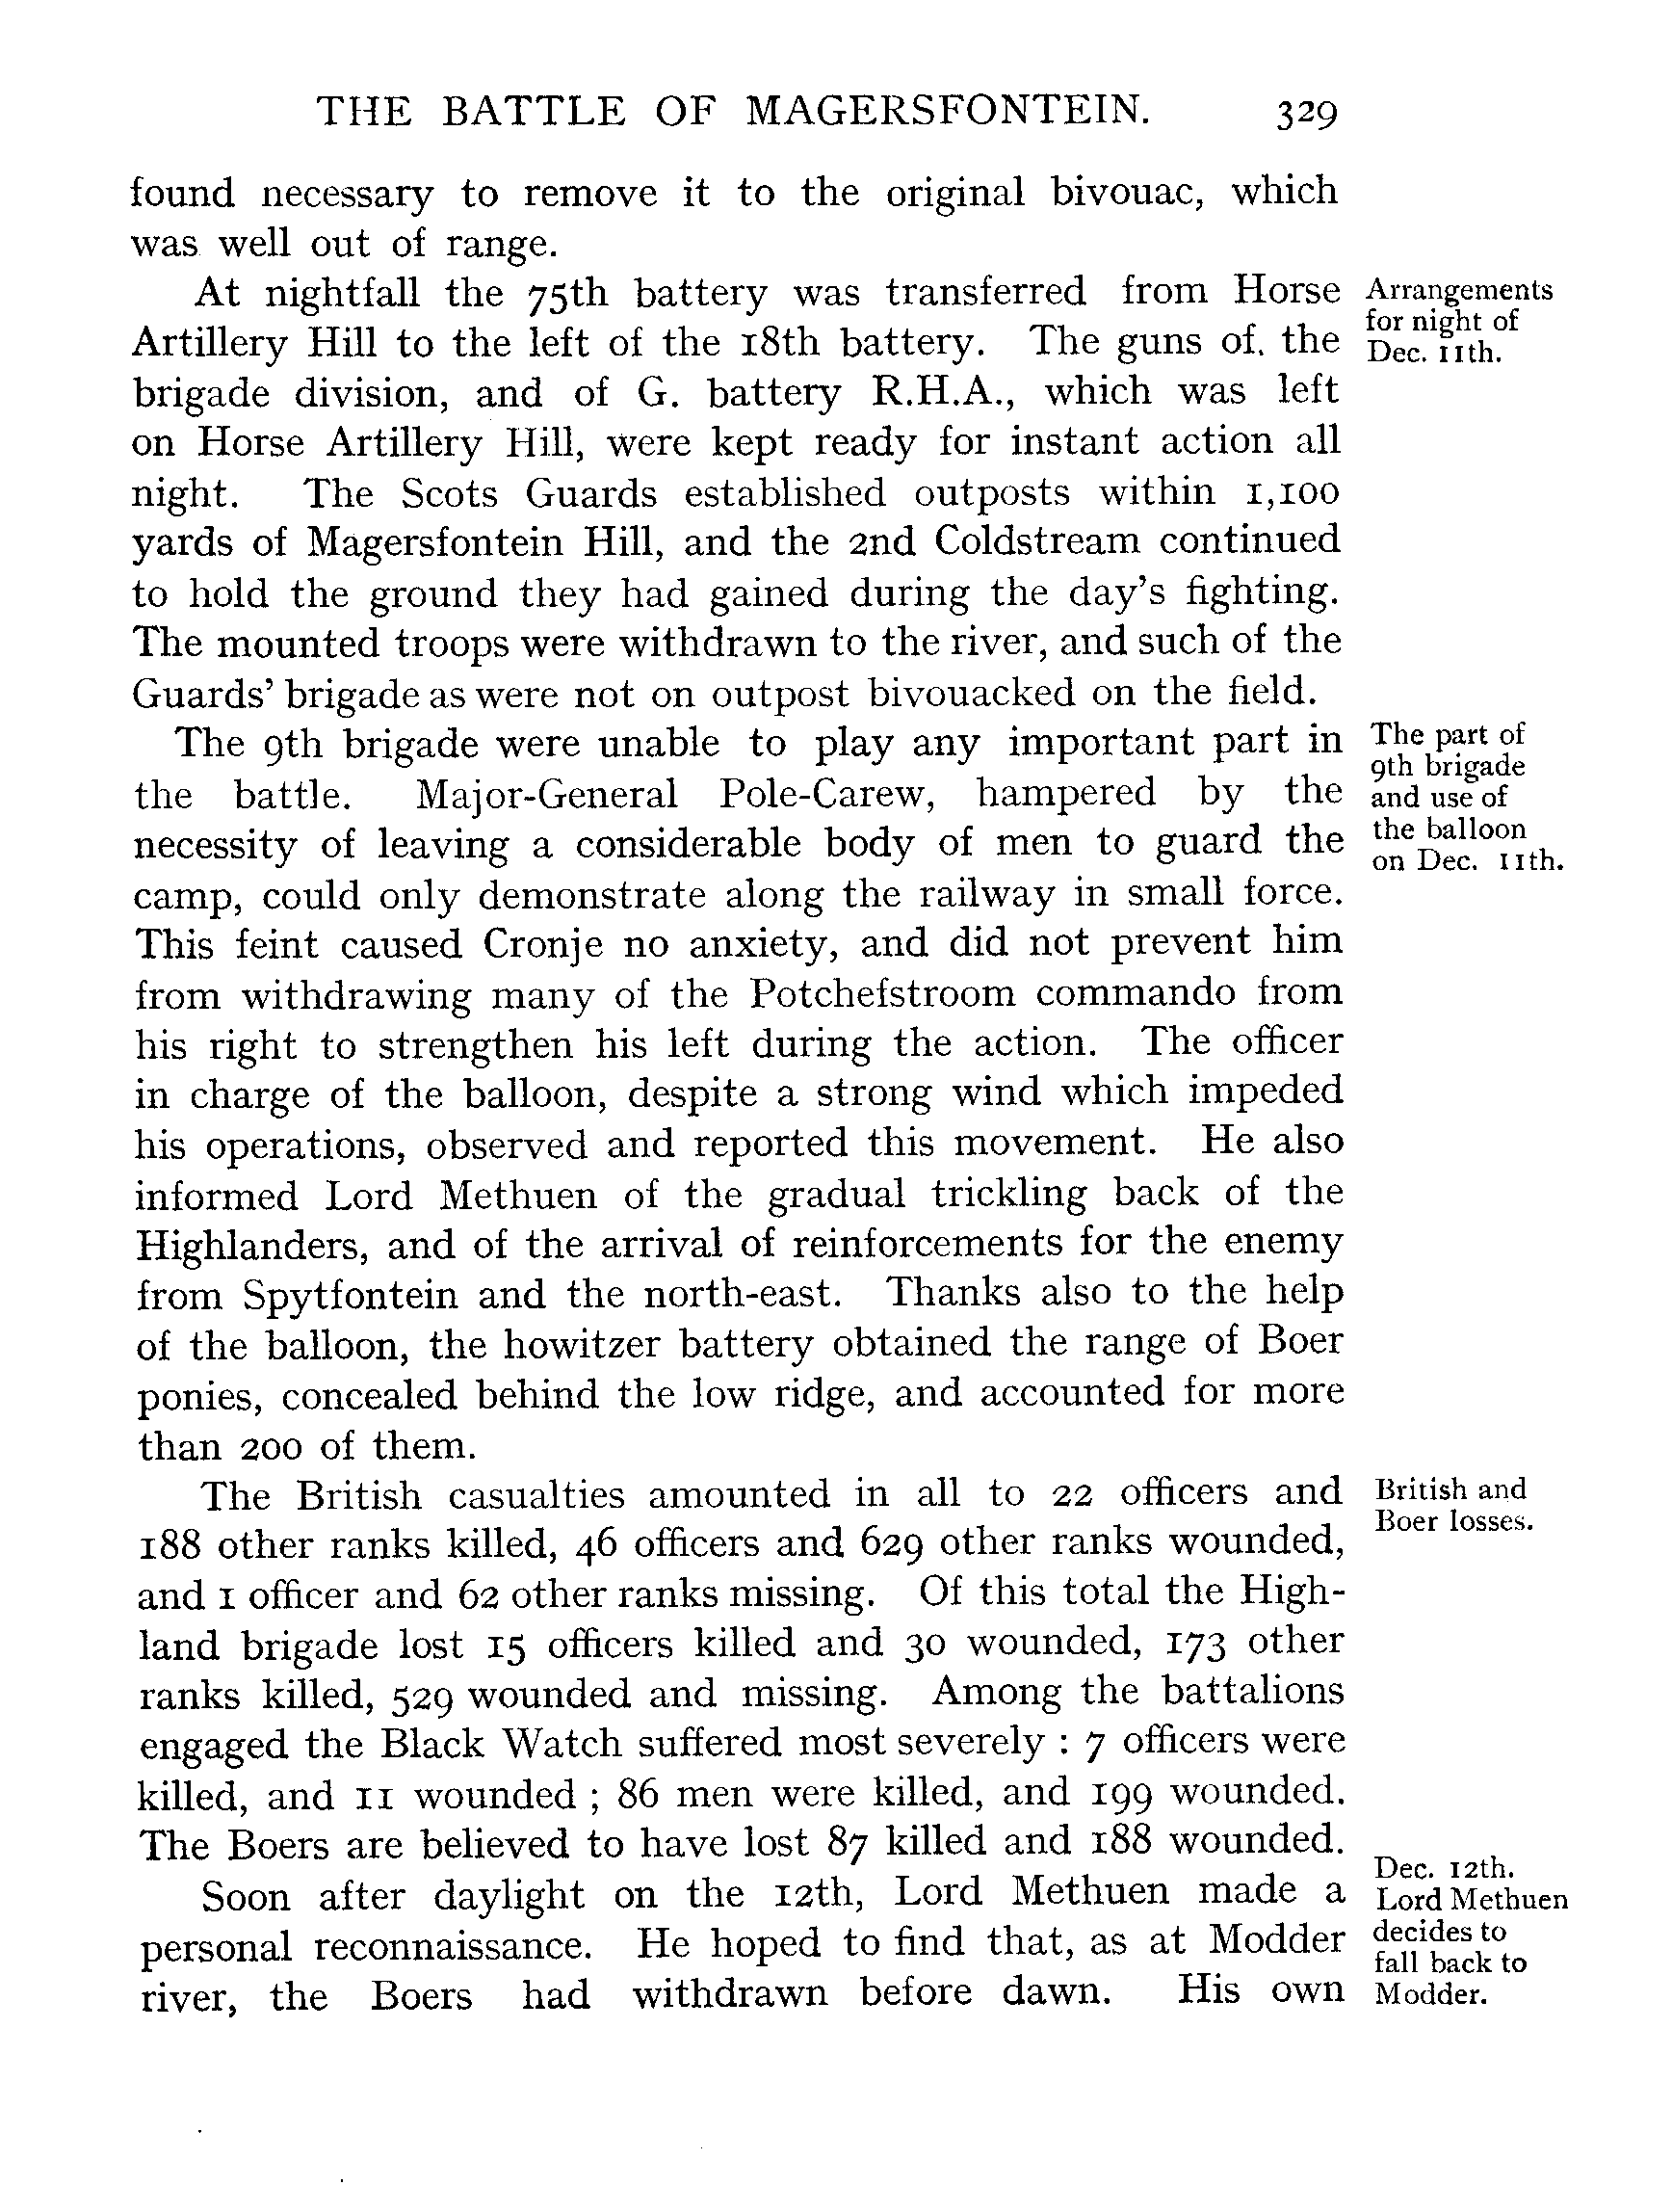 THE BATTLE OF MAGERSFONTEIN. 329
found necessary to remove it to the original bivouac, which
was well out of range.
At nightfall the 75th battery was transferred from Horse
Artillery Hill to the left of the 18th battery. The guns of. the
brigade division, and of G. battery R.H.A., which was left
on Horse Artillery Hill, were kept ready for instant action all
night. The Scots Guards established outposts within 1,100
yards of Magersfontein Hill, and the 2nd Coldstream continued
to hold the ground they had gained during the day's fighting.
The mounted troops were withdrawn to the river, and such of the
Guards' brigade as were not on outpost bivouacked on the field.
Arrangements
for night of
Dec. 11th.
The 9th brigade were unable to play any important part in
the battle. Major-General Pole-Carew, hampered by the
necessity of leaving a considerable body of men to guard the
camp, could only demonstrate along the railway in small force.
This feint caused Cronje no anxiety, and did not prevent him
from withdrawing many of the Potchefstroom commando from
his right to strengthen his left during the action. The officer
in charge of the balloon, despite a strong wind which impeded
his operations, observed and reported this movement. He also
informed Lord Methuen of the gradual trickling back of the
Highlanders, and of the arrival of reinforcements for the enemy
from Spytfontein and the north-east. Thanks also to the help
of the balloon, the howitzer battery obtained the range of Boer
ponies, concealed behind the low ridge, and accounted for more
than 200 of them.
The part of
9th brigade
and use of
the balloon
on Dec. 11th.
The British casualties amounted in all to 22 officers and
188 other ranks killed, 46 officers and 629 other ranks wounded,
and 1 officer and 62 other ranks missing. Of this total the High-
land brigade lost 15 officers killed and 30 wounded, 173 other
ranks killed, 529 wounded and missing. Among the battalions
engaged the Black Watch suffered most severely : 7 officers were
killed, and 11 wounded ; 86 men were killed, and 199 wounded.
The Boers are believed to have lost 87 killed and 188 wounded.
British and
Boer losses.
Soon after daylight on the 12th, Lord Methuen made a
personal reconnaissance. He hoped to find that, as at Modder
river, the Boers had withdrawn before dawn. His own
Dec. 12th.
Lord Methuen
decides to
fall back to
Modder.